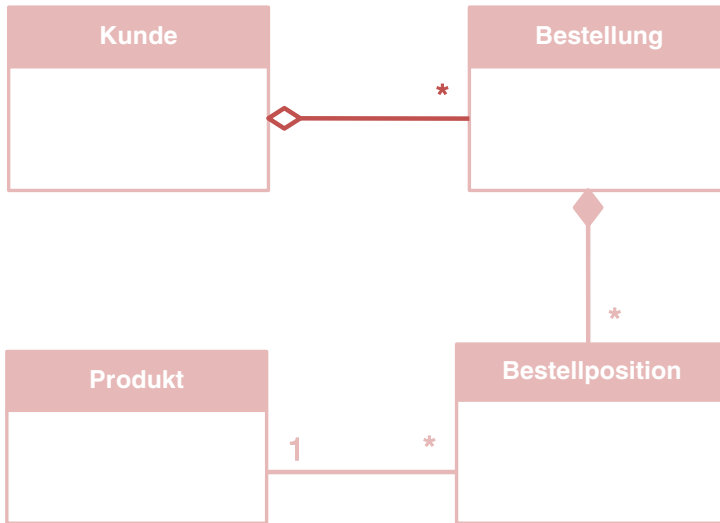 Kunde
Bestellung
*
*
Produkt
Bestellposition
1
*